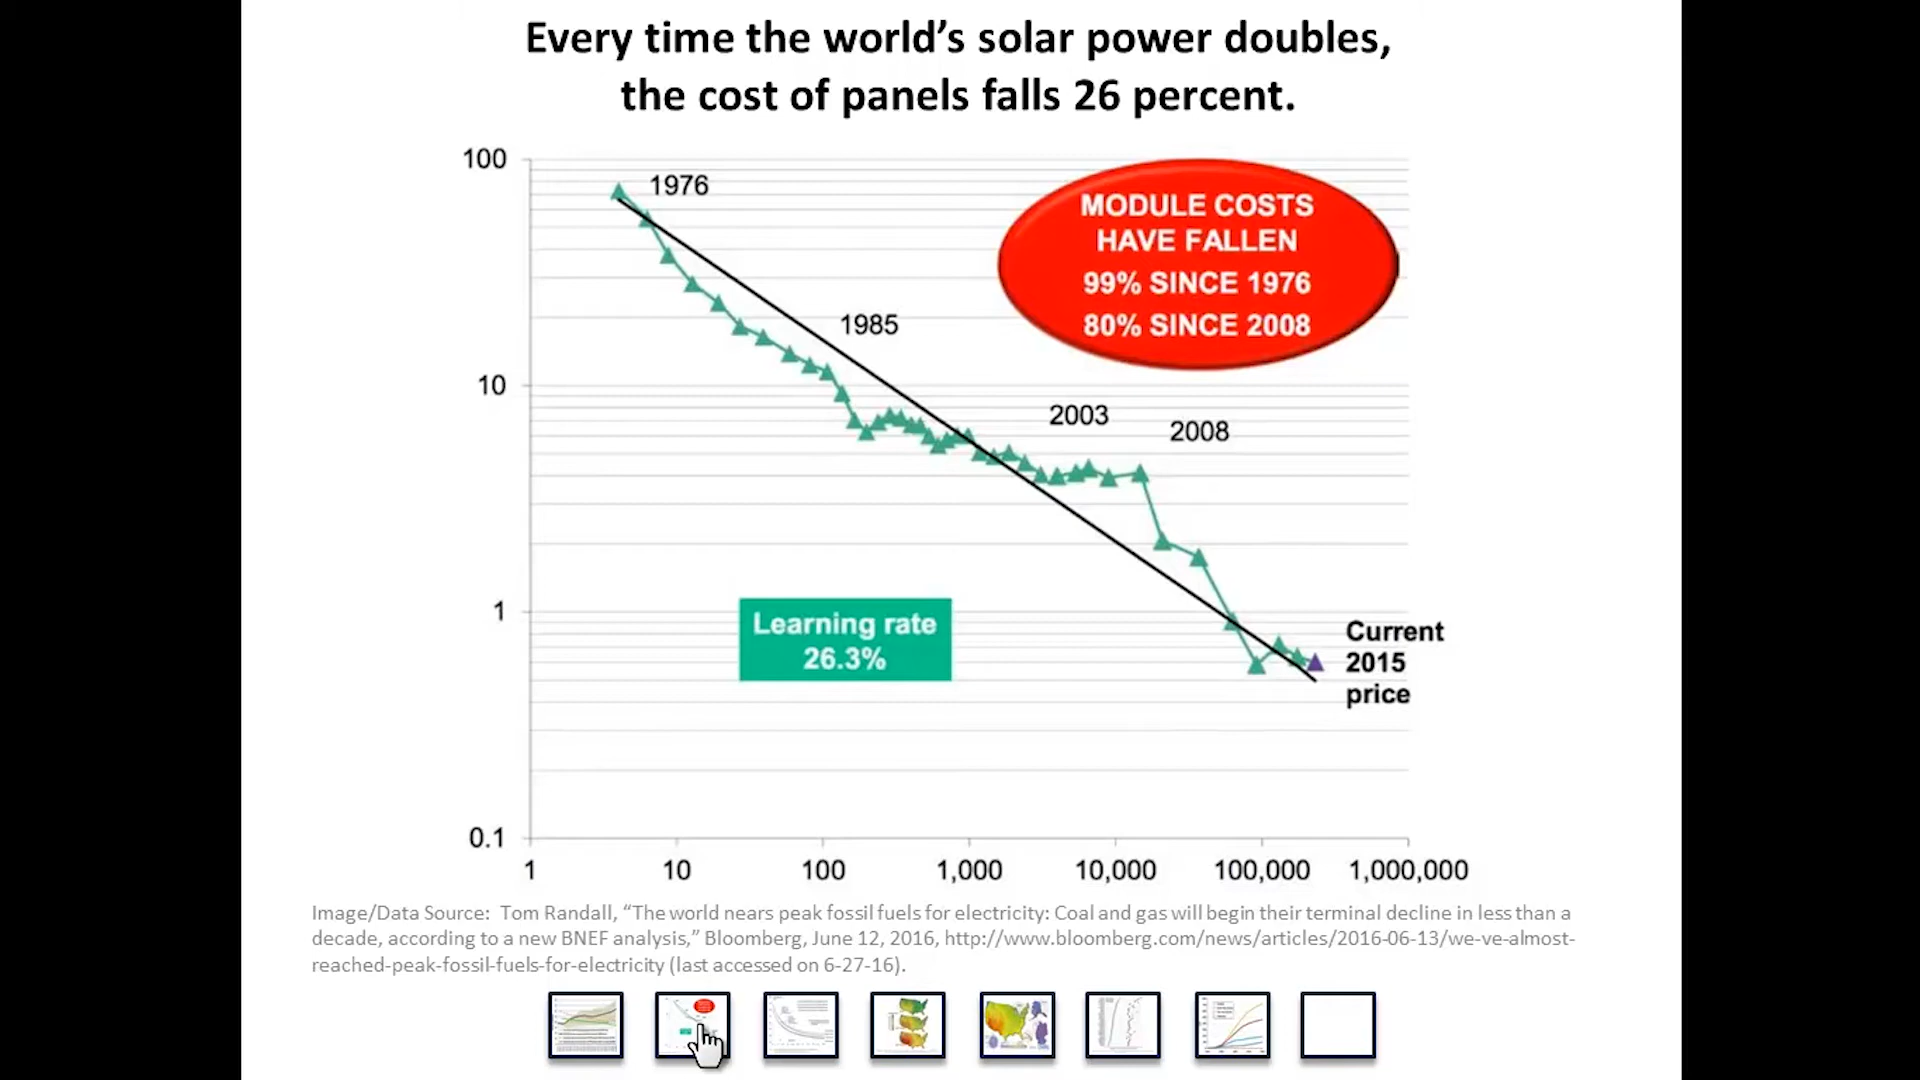 Every time the world's solar power doubles,
the cost of panels falls 26 percent.
100
1976
MODULE COSTS
HAVE FALLEN
99% SINCE 1976
80% SINCE 2008
1985
10
2003
2008
1
Learning rate
26.3%
Current
2015
price
0.1
1
10
100
1,000
10,000
100,000
1,000,000
Image/Data Source: Tom Randall, “The world nears peak fossil fuels for electricity: Coal and gas will begin their terminal decline in less than a
decade, according to a new BNEF analysis,” Bloomberg, June 12, 2016, http://www.bloomberg.com/news/articles/2016-06-13/we-ve-almost-
reached-peak-fossil-fuels-for-electricity (last accessed on 6-27-16).